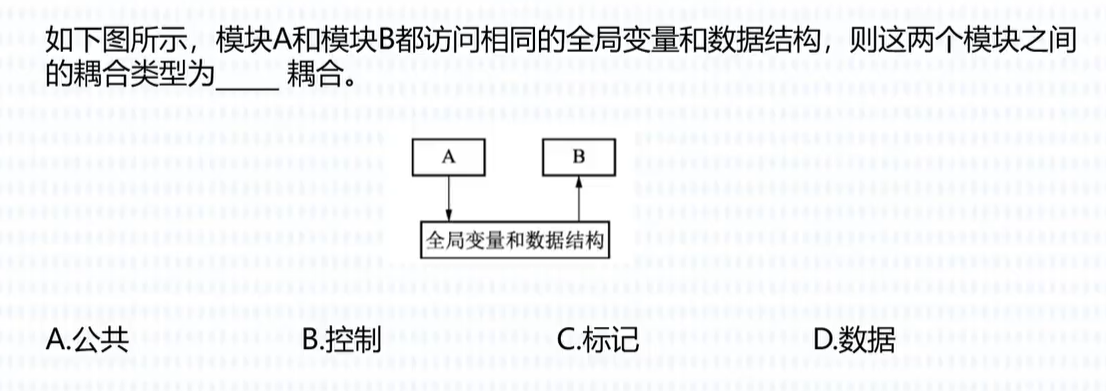 如下图所示，模块A和模块B都访问相同的全局变量和数据结构，则这两个模块之间
的耦合类型为____ 耦合。
A B
全局变量和数据结构
A.公共 B.控制 C.标记 D.数据